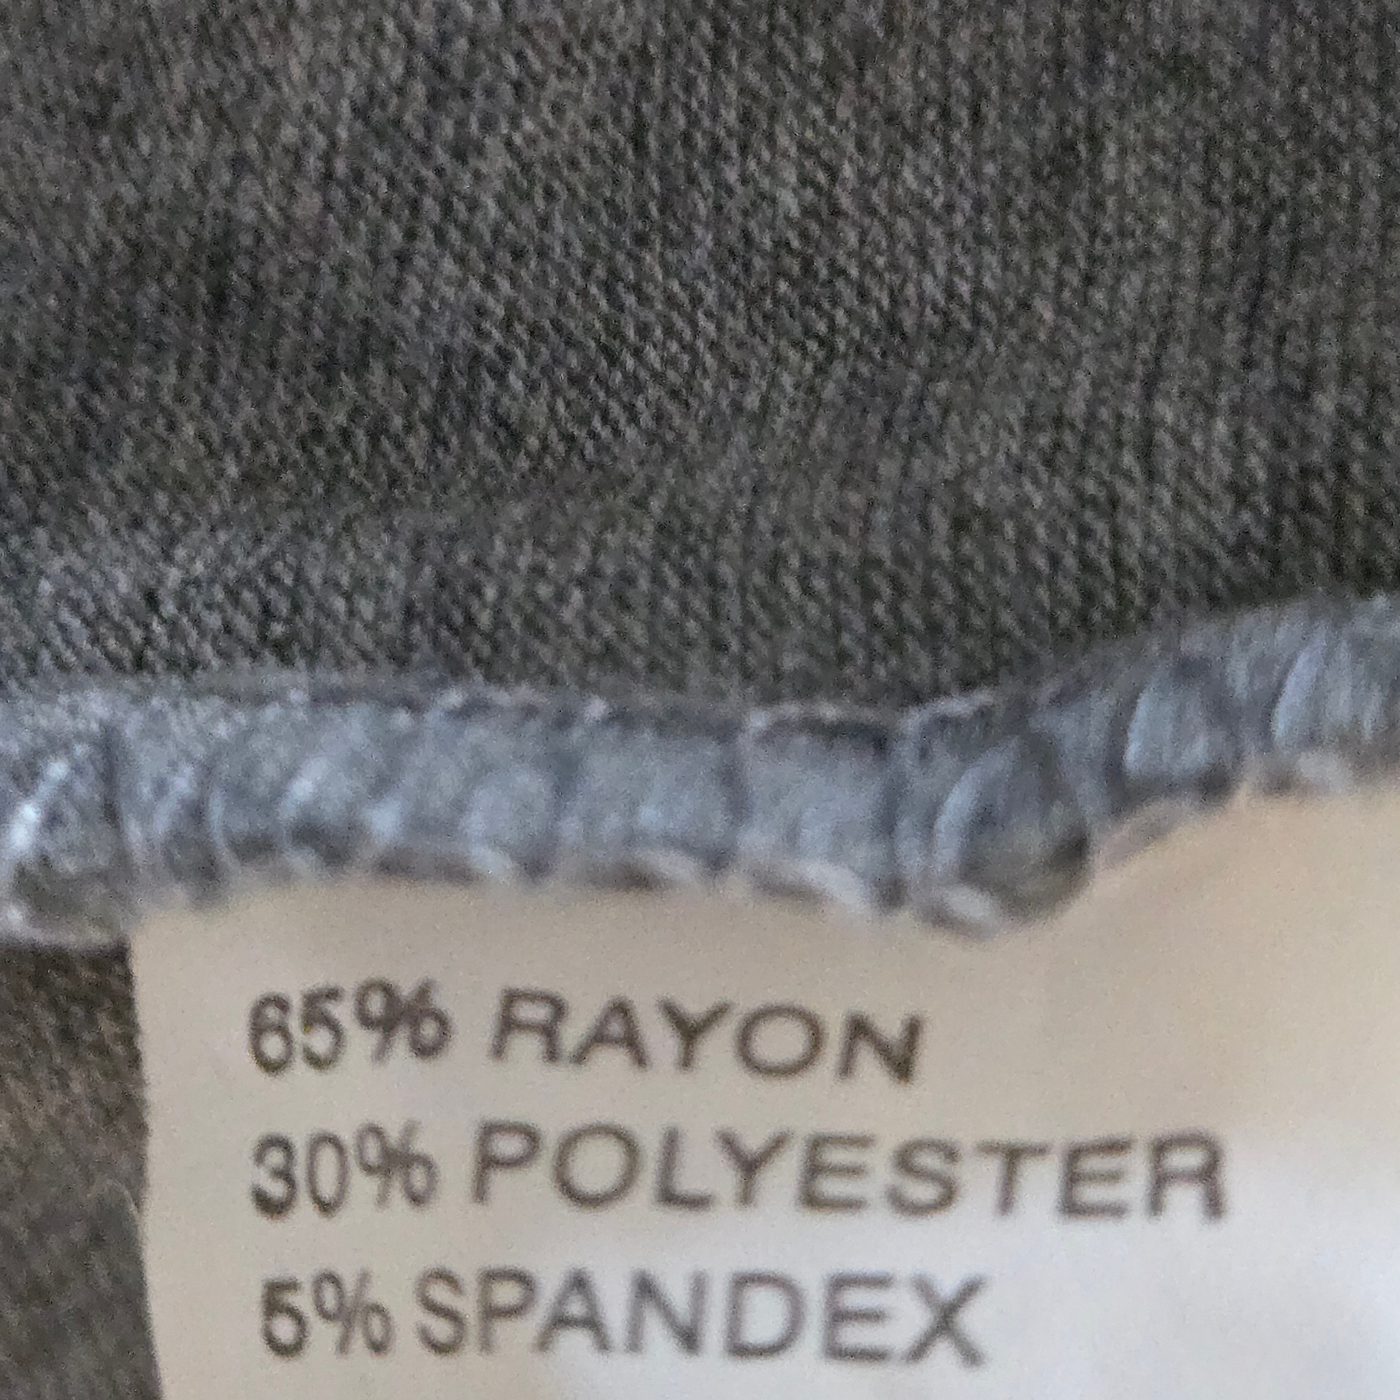 65% RAYON
30% POLYESTER
5% SPANDEX